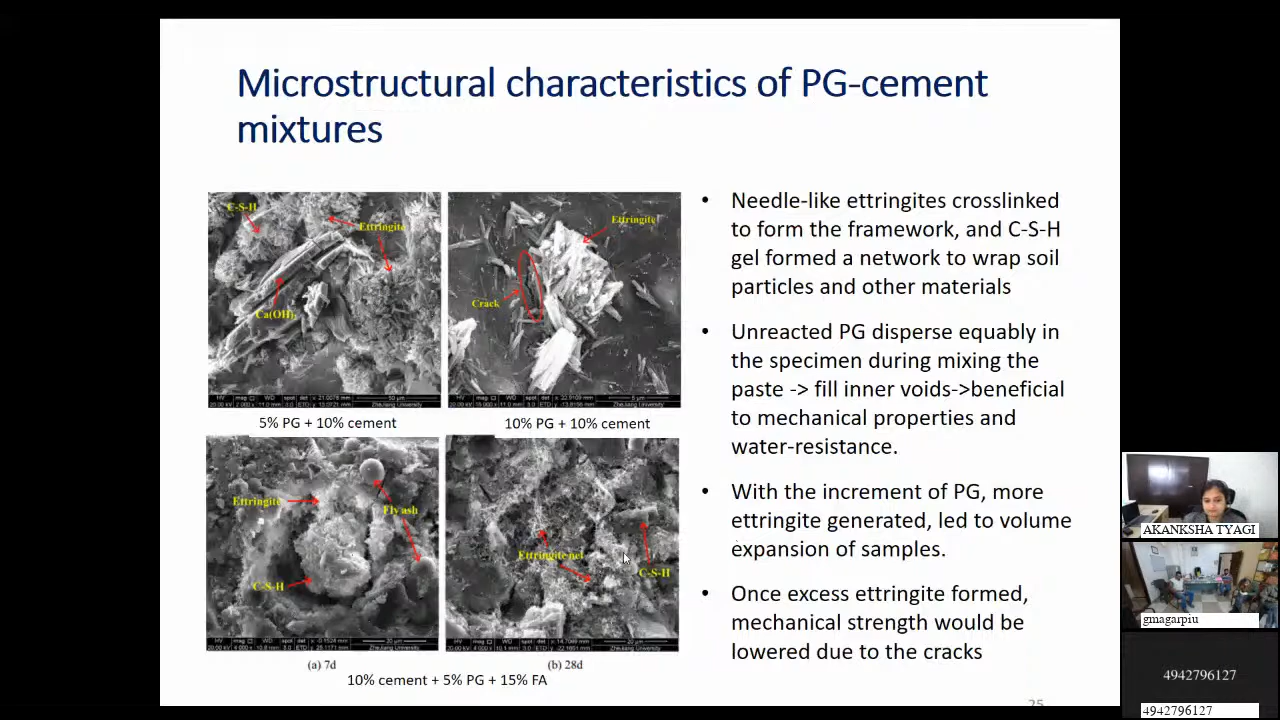 Microstructural characteristics of PG-cement
mixtures
C-S-H
Ettringite
Ca(OH)
Ettringite
Crack
5% PG + 10% cement
10% PG + 10% cement
Ettringite
Fly ash
C-S-H
Ettringite net
C-S-H
(a) 7d
(b) 28d
10% cement + 5% PG + 15% FA
• Needle-like ettringites crosslinked
to form the framework, and C-S-H
gel formed a network to wrap soil
particles and other materials
• Unreacted PG disperse equably in
the specimen during mixing the
paste -> fill inner voids->beneficial
to mechanical properties and
water-resistance.
• With the increment of PG, more
ettringite generated, led to volume
expansion of samples.
• Once excess ettringite formed,
mechanical strength would be
lowered due to the cracks
25
AKANKSHA TYAGI
gmagarpiu
4942796127
4942796127